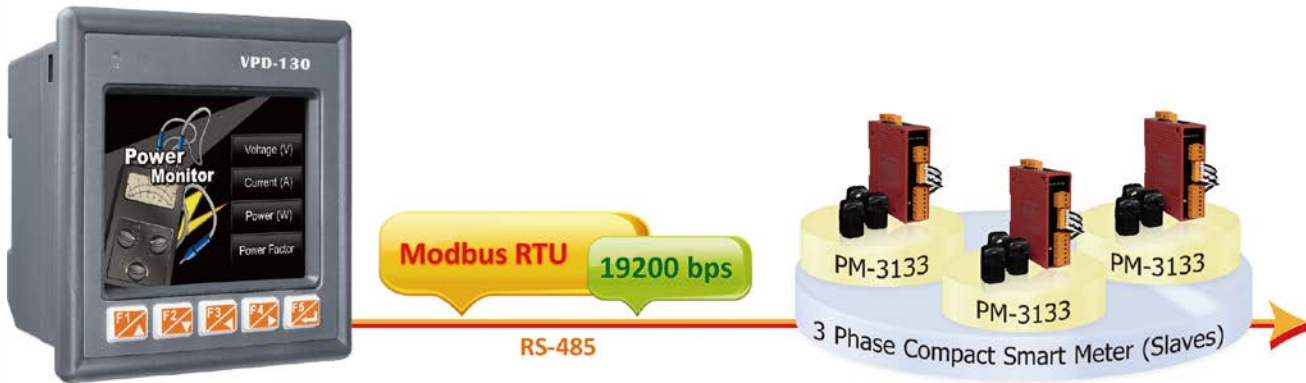 VPD-130
Power
Monitor
Voltage (V)
Current (A)
Power (W)
Power Factor
F1
F2
F3
F4
F5
Modbus RTU
19200 bps
RS-485
PM-3133
PM-3133
PM-3133
3 Phase Compact Smart Meter (Slaves)